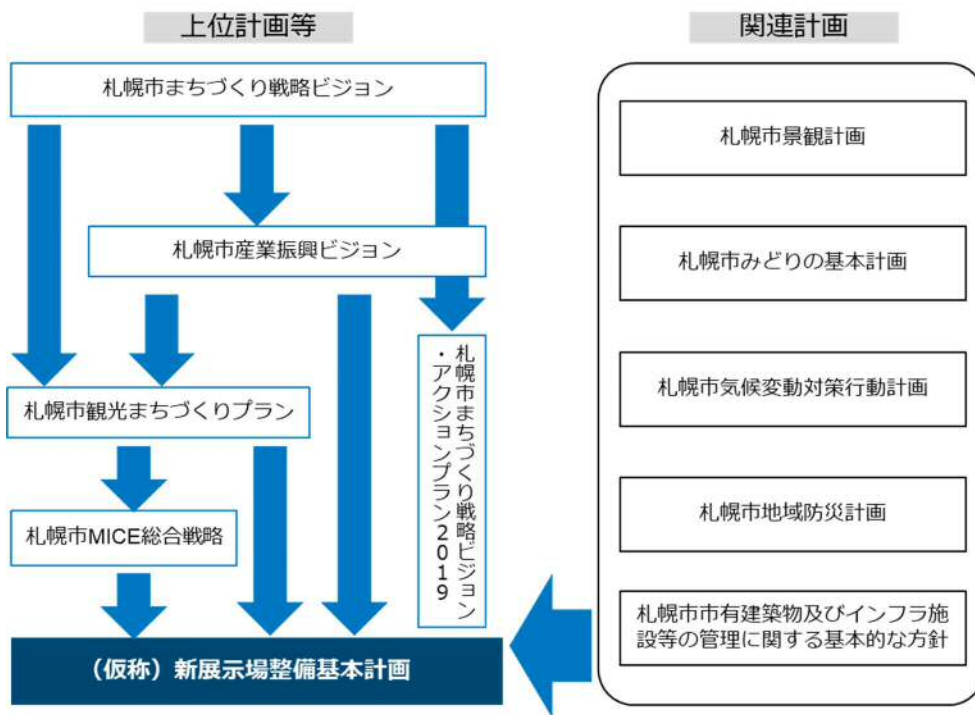 上位計画等
札幌市まちづくり戦略ビジョン
札幌市産業振興ビジョン
札幌市まちづくり戦略ビジョン
・アクションプラン2019
札幌市観光まちづくりプラン
札幌市MICE総合戦略
（仮称）新展示場整備基本計画
関連計画
札幌市景観計画
札幌市みどりの基本計画
札幌市気候変動対策行動計画
札幌市地域防災計画
札幌市市有建築物及びインフラ施
設等の管理に関する基本的な方針